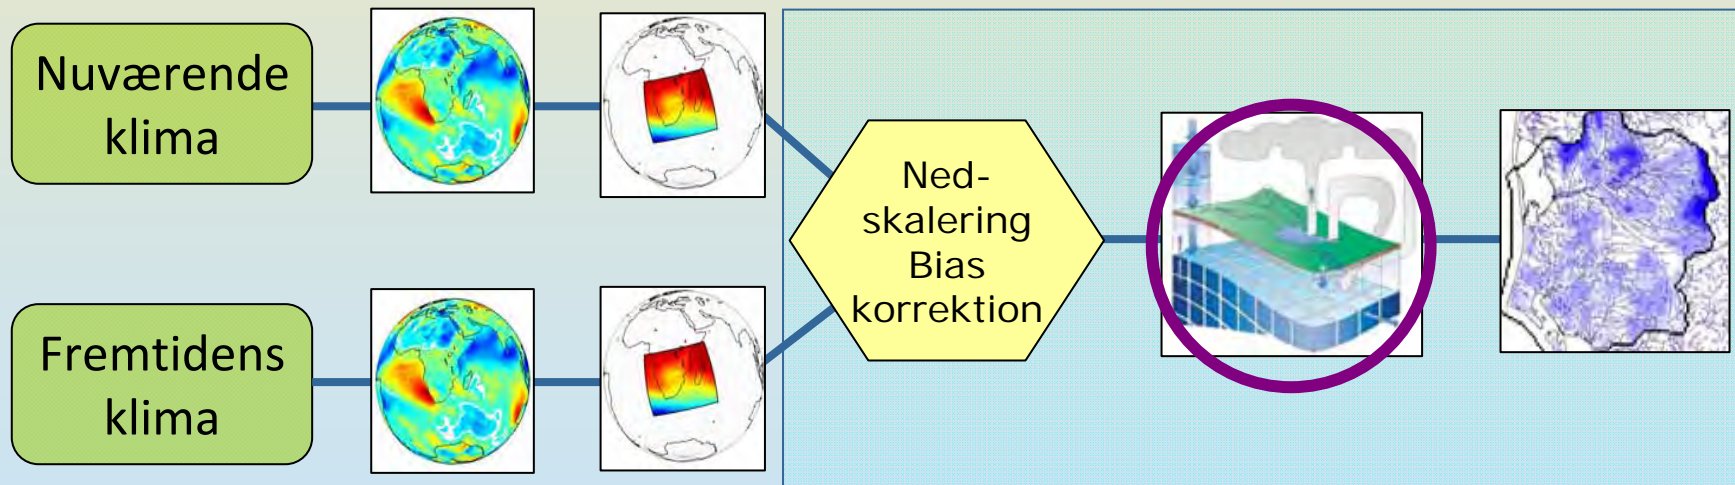 Nuværende
klima
Fremtidens
klima
Ned-
skalering
Bias
korrektion